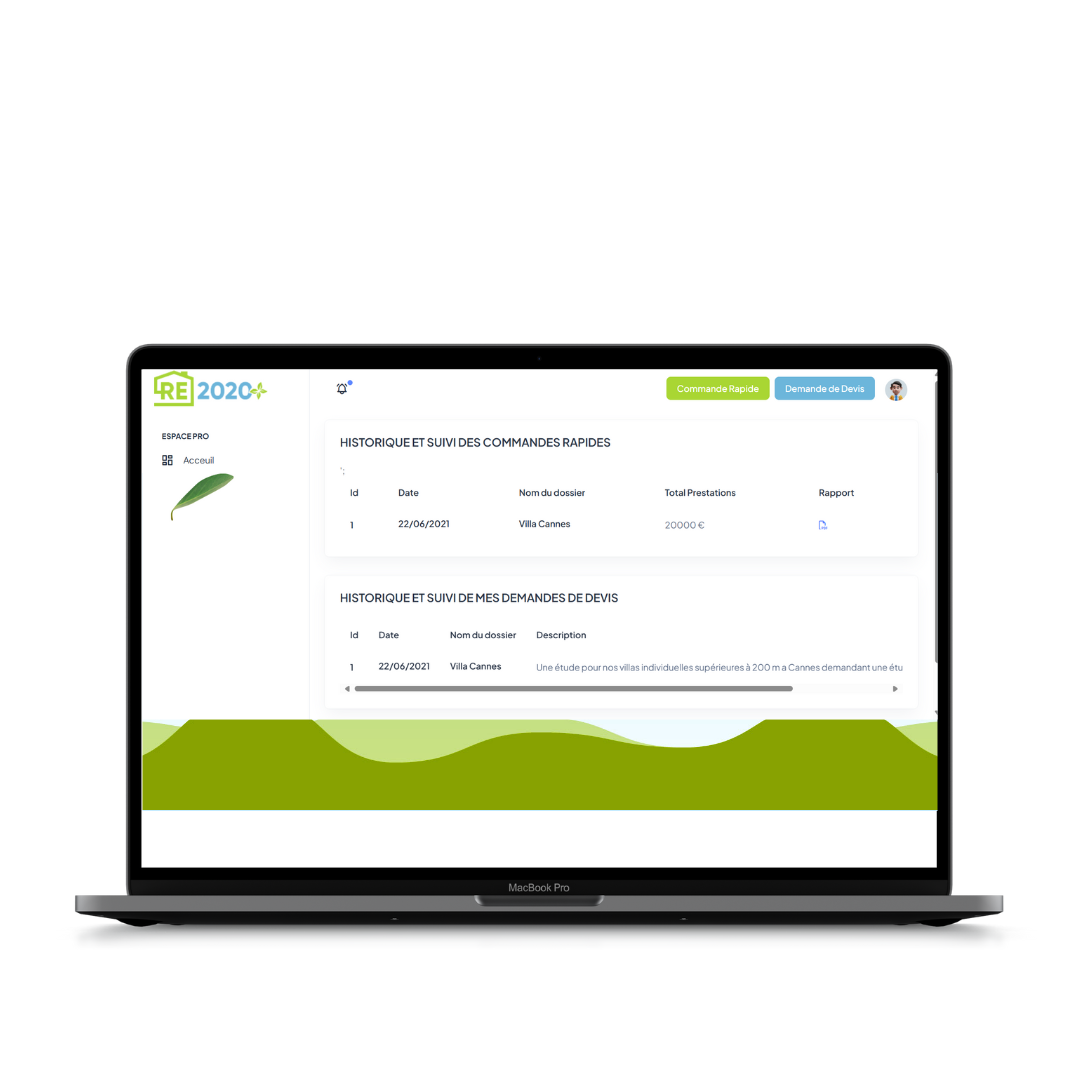 RE 2020
Commande Rapide
Demande de Devis
ESPACE PRO
Acceuil
HISTORIQUE ET SUIVI DES COMMANDES RAPIDES
';
Id Date Nom du dossier Total Prestations Rapport
1 22/06/2021 Villa Cannes 20000 €
HISTORIQUE ET SUIVI DE MES DEMANDES DE DEVIS
Id Date Nom du dossier Description
1 22/06/2021 Villa Cannes Une étude pour nos villas individuelles supérieures à 200 m a Cannes demandant une étu
MacBook Pro